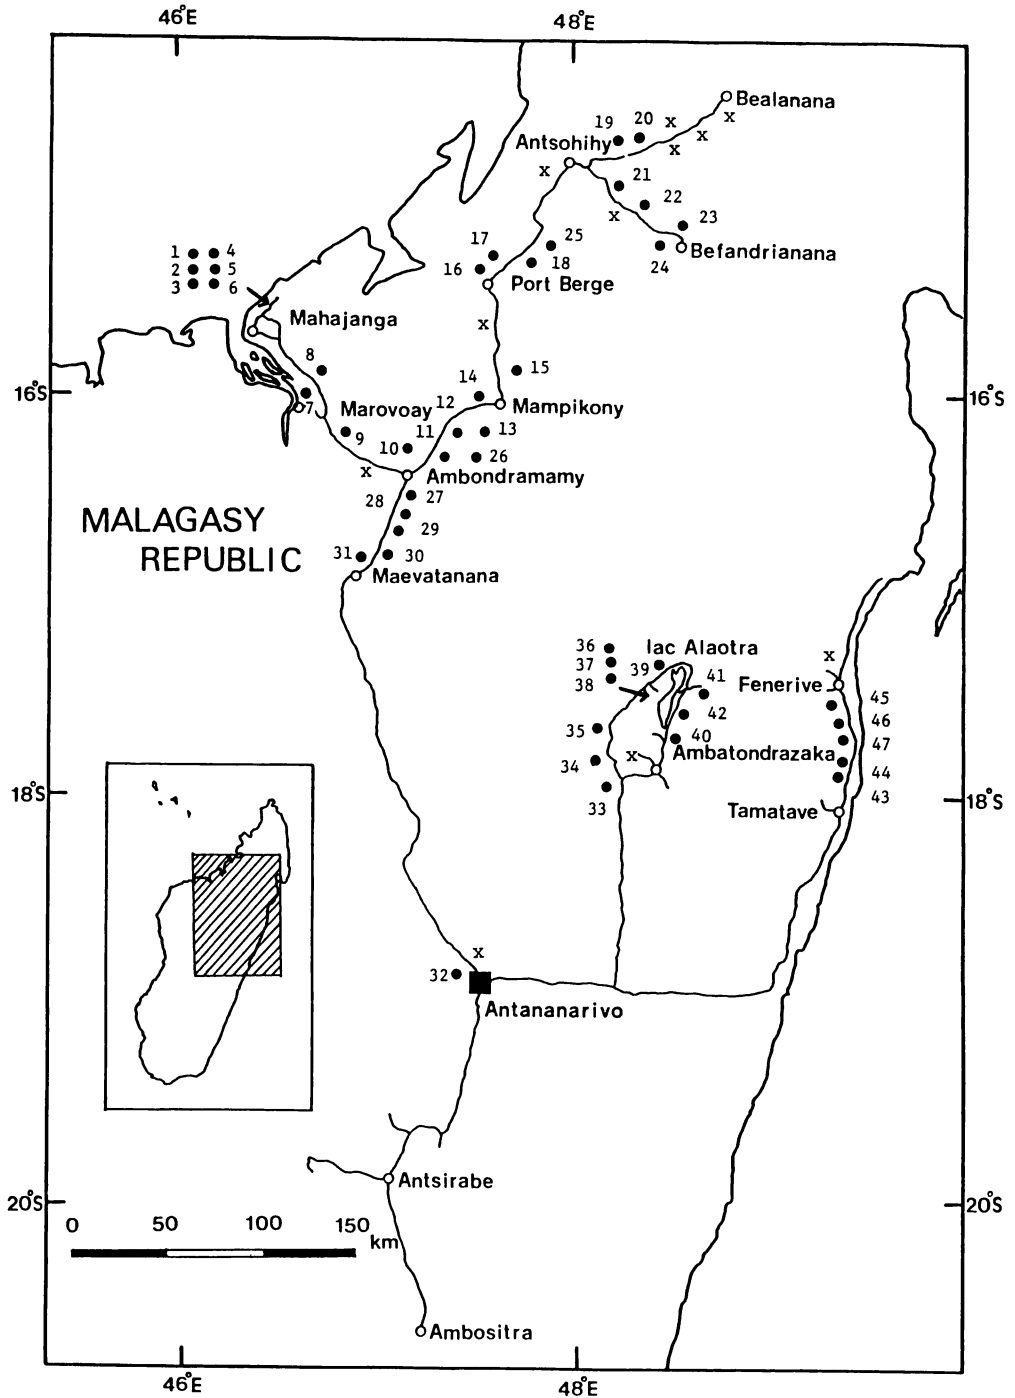 46°E 48°E
Bealanana
x
19 20 x
x
Antsohihy
x
x
21
22
x
23
17 25
1 4
2 5
3 6
16 18
24
Befandrianana
Port Berge
Mahajanga
x
8
15
14
16°S 16°S
7
Marovoay
12
Mampikony
9
11 13
10
26
x
Ambondramamy
28 27
MALAGASY
REPUBLIC
29
31 30
Maevatanana
36
37
38
39
lac Alaotra
x
41
Fenerive
45
42
46
35
40
47
x
Ambatondrazaka
34
44
33
43
18°S 18°S
Tamatave
x
32
Antananarivo
Antsirabe
20°S 20°S
0 50 100 150
km
Ambositra
46°E 48°E